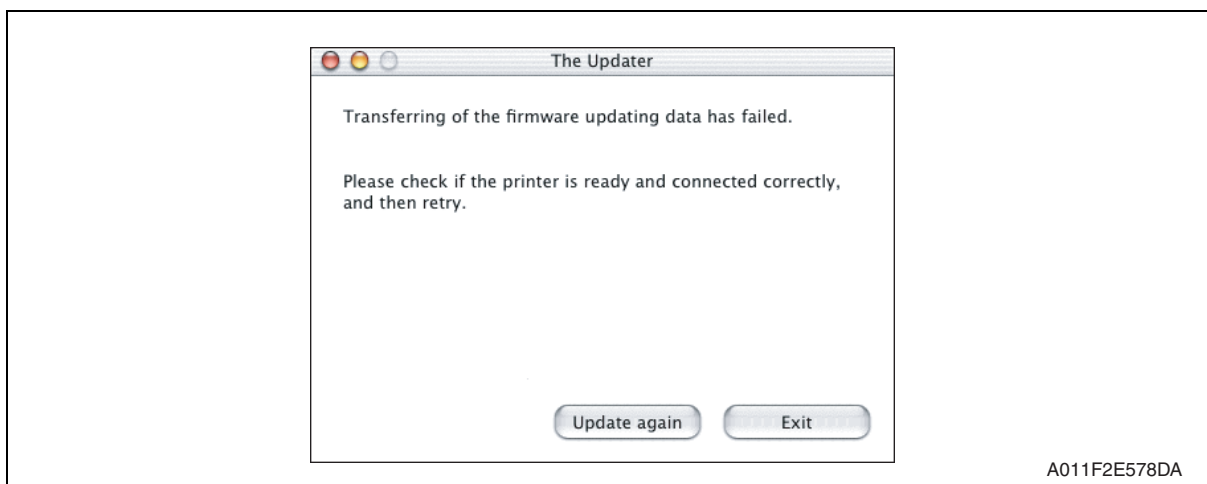 The Updater
Transferring of the firmware updating data has failed.
Please check if the printer is ready and connected correctly,
and then retry.
Update again
Exit
A011F2E578DA